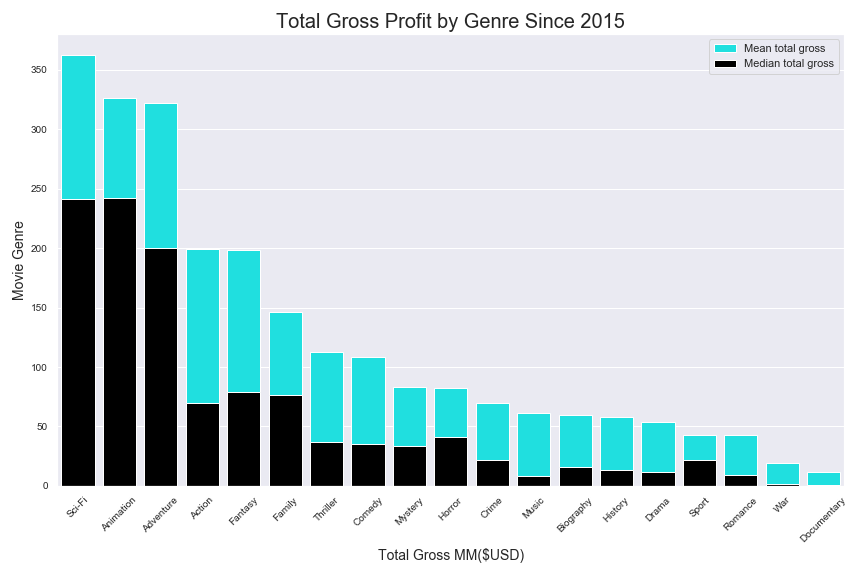 Total Gross Profit by Genre Since 2015
Mean total gross
Median total gross
Movie Genre
350
300
250
200
150
100
50
0
Sci-Fi
Animation
Adventure
Action
Fantasy
Family
Thriller
Comedy
Mystery
Horror
Crime
Music
Biography
History
Drama
Sport
Romance
War
Documentary
Total Gross MM($USD)